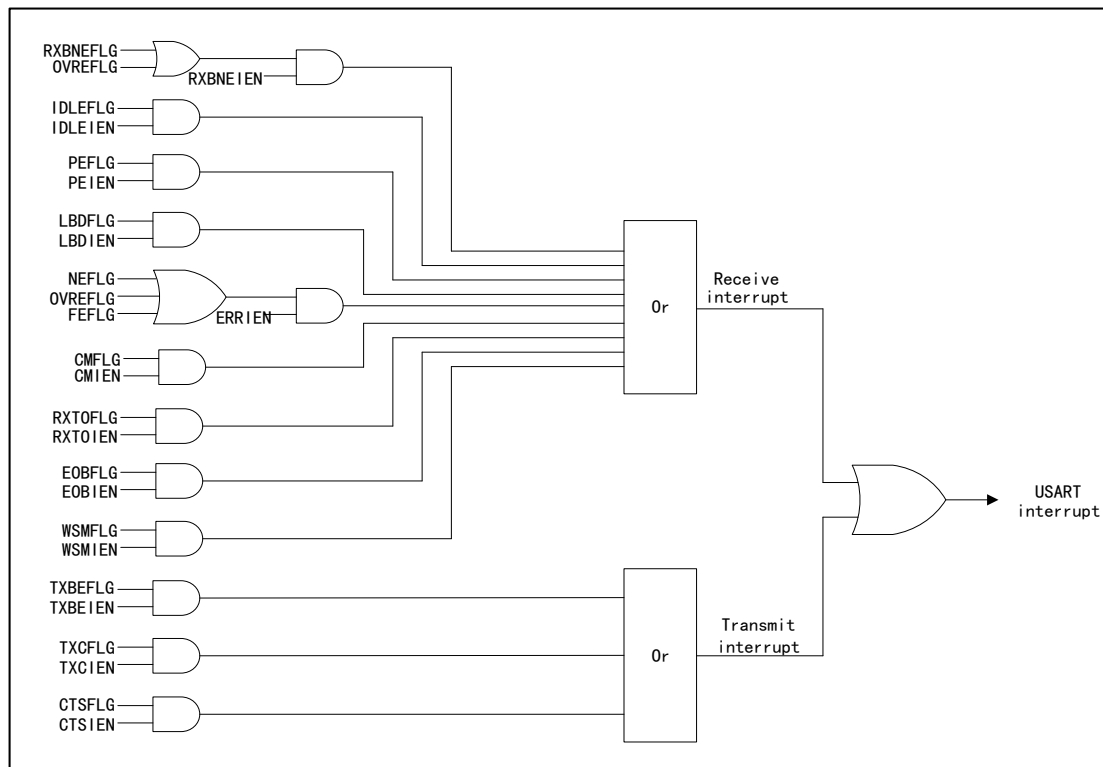 RXBNEFLG
OVREFLG
RXBNEIEN
IDLEFLG
IDLEIEN
PEFLG
PEIEN
LBDFLG
LBDIEN
NEFLG
OVREFLG
FEFLG
ERRIEN
CMFLG
CMIEN
RXTOFLG
RXTOIEN
EOBFLG
EOBIEN
WSMFLG
WSMIEN
TXBEFLG
TXBEIEN
TXCFLG
TXCIEN
CTSFLG
CTSIEN
Or
Receive
interrupt
Or
Transmit
interrupt
USART
interrupt